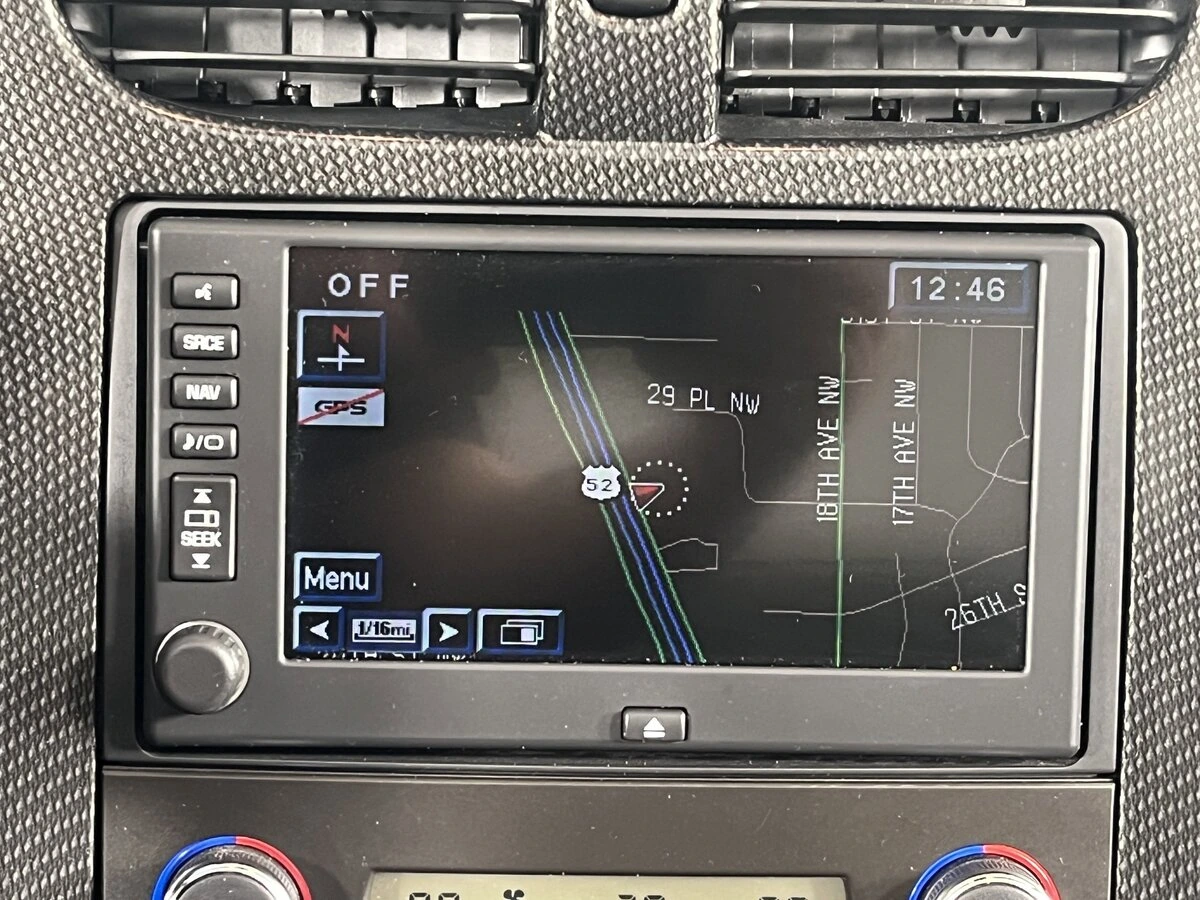 OFF
12:46
N
SRCE
GPS
NAV
29 PL NW
18TH AVE NW
17TH AVE NW
52
SEEK
Menu
26TH S
1/16mi